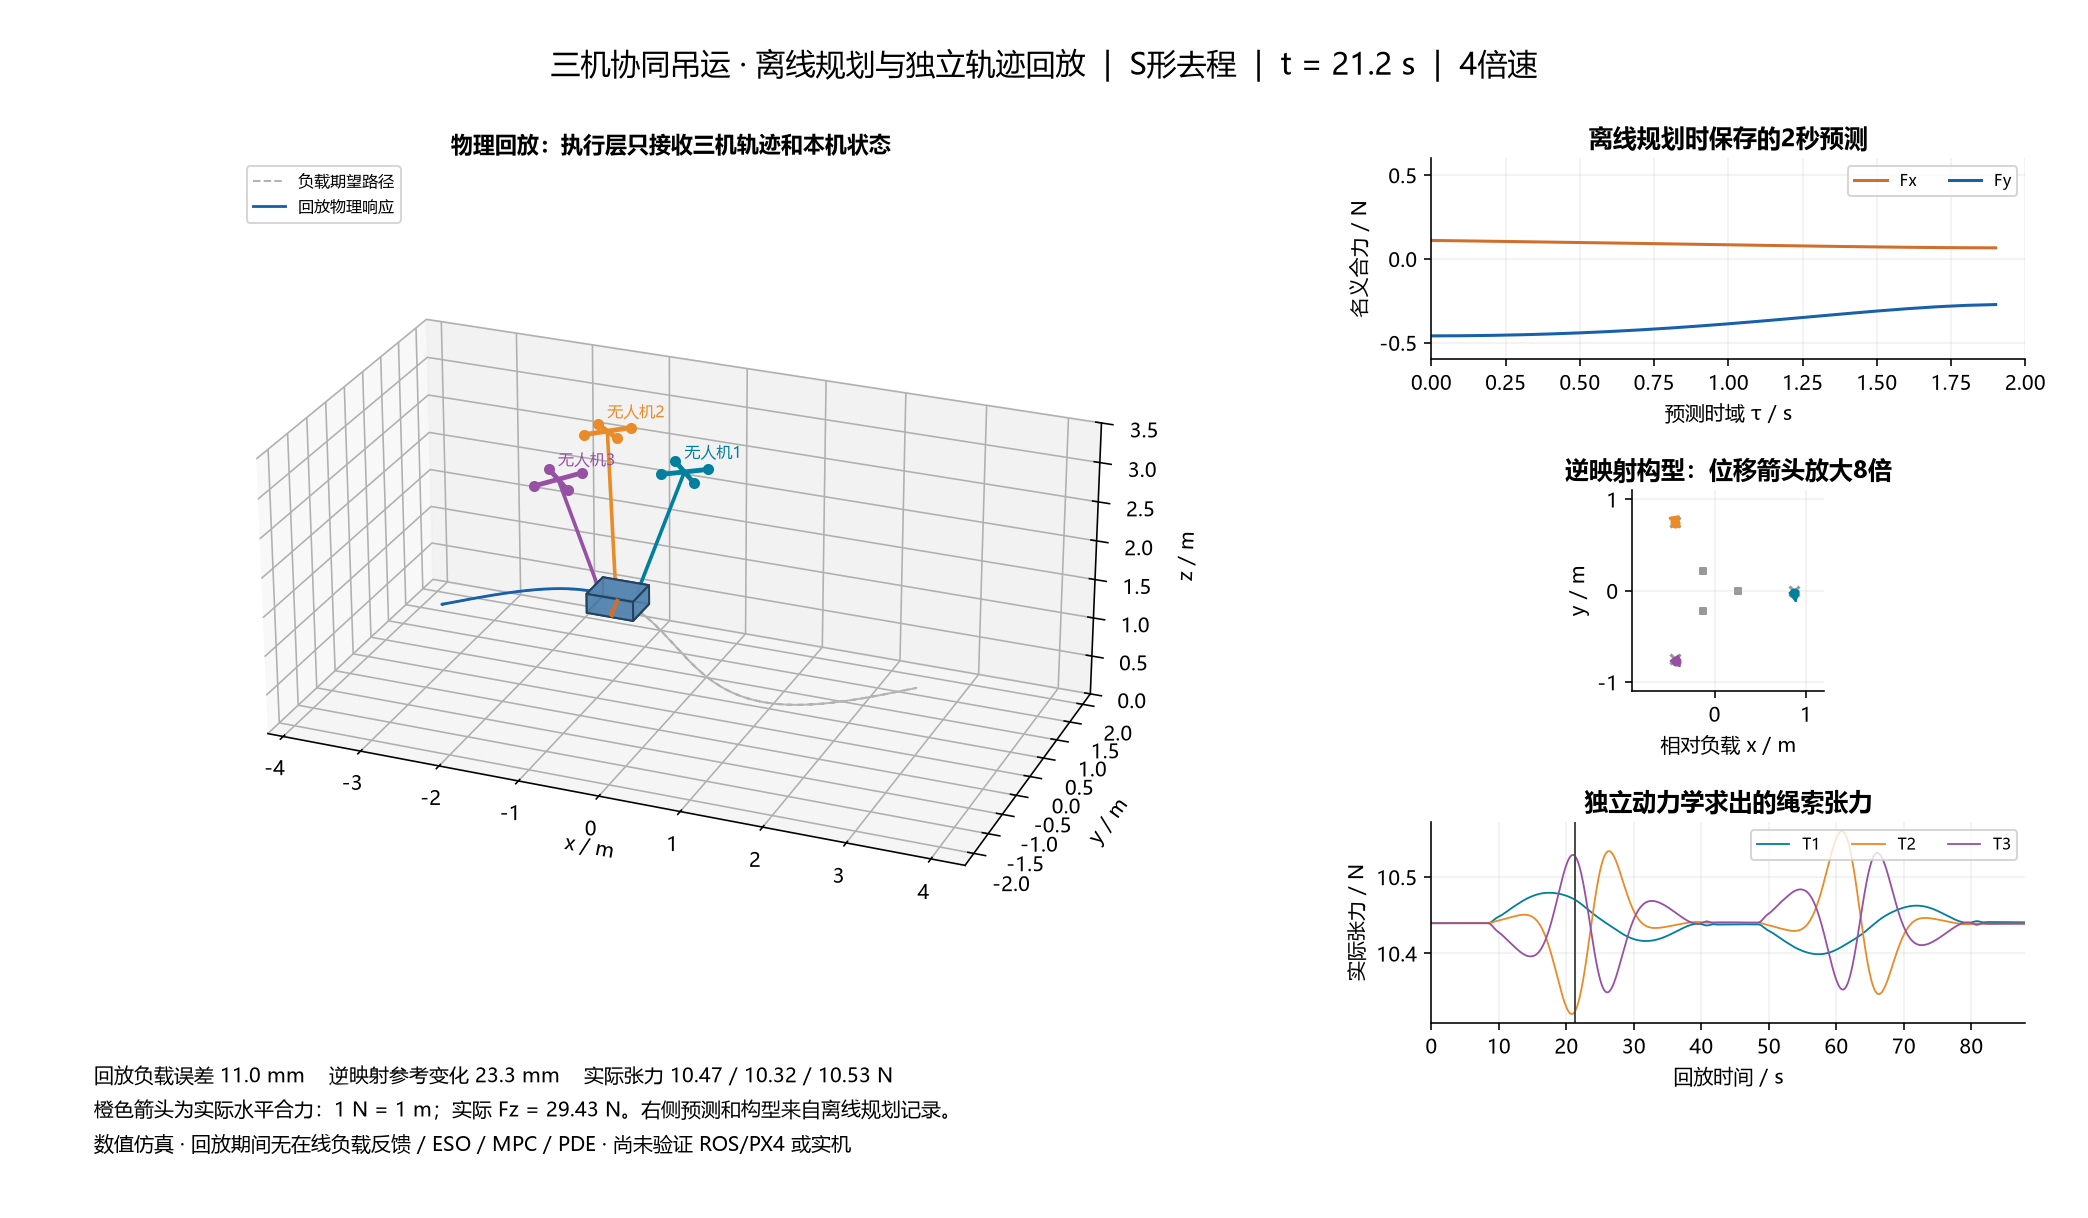 三机协同吊运 · 离线规划与独立轨迹回放 | S形去程 | t = 21.2 s | 4倍速
物理回放：执行层只接收三机轨迹和本机状态
负载期望路径
回放物理响应
无人机2
无人机1
无人机3
3.5
3.0
2.5
2.0
1.5
1.0
0.5
0.0
z / m
2.0
1.5
1.0
0.5
0.0
-0.5
-1.0
-1.5
-2.0
y / m
-4
-3
-2
-1
0
1
2
3
4
x / m
离线规划时保存的2秒预测
Fx
Fy
0.5
0.0
-0.5
名义合力 / N
0.00
0.25
0.50
0.75
1.00
1.25
1.50
1.75
2.00
预测时域 τ / s
逆映射构型：位移箭头放大8倍
1
0
-1
y / m
0
1
相对负载 x / m
独立动力学求出的绳索张力
T1
T2
T3
10.5
10.4
实际张力 / N
0
10
20
30
40
50
60
70
80
回放时间 / s
回放负载误差 11.0 mm 逆映射参考变化 23.3 mm 实际张力 10.47 / 10.32 / 10.53 N
橙色箭头为实际水平合力：1 N = 1 m；实际 Fz = 29.43 N。右侧预测和构型来自离线规划记录。
数值仿真 · 回放期间无在线负载反馈 / ESO / MPC / PDE · 尚未验证 ROS/PX4 或实机